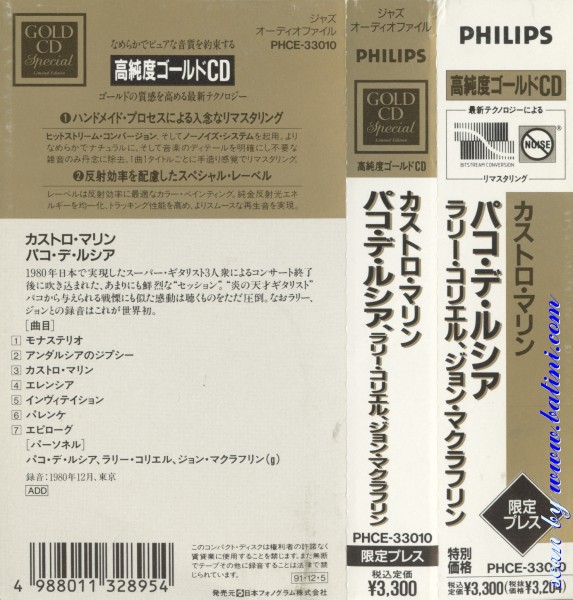 GOLD
CD
Special
Limited Edition
ジャズ
オーディオファイル
PHCE-33010
なめらかでピュアな音質を約束する
高純度ゴールドCD
ゴールドの質感を高める最新テクノロジー
❶ハンドメイド・プロセスによる入念なリマスタリング
ヒットストリーム・コンバージョン、そしてノーノイズ・システムを起用。より
なめらかでナチュラルに、そして音楽のディテールを明確にし不要な
雑音のみ丹念に除去。1曲1タイトルごとに手造り感覚でリマスタリング。
❷反射効率を配慮したスペシャル・レーベル
レーベルは反射効率に最適なカラー・ペインティング。純金反射光エネ
ルギーを均一化、トラッキング性能を高め、よりスムースな再生音を実現。
カストロ・マリン
パコ・デ・ルシア
1980年日本で実現したスーパー・ギタリスト3人衆によるコンサート終了
後に吹き込まれた、あまりにも鮮烈な“セッション”。“炎の天才ギタリスト”
パコから与えられる戦慄にも似た感動は聴くものをただ圧倒。なおラリー、
ジョンとの録音はこれが世界初。
[曲目]
1 モナステリオ
2 アンダルシアのジプシー
3 カストロ・マリン
4 エレンシア
5 インヴィテイション
6 パレンケ
7 エピローグ
[パーソネル]
パコ・デ・ルシア、ラリー・コリエル、ジョン・マクラフリン(g)
録音:1980年12月、東京
ADD
4 988011 328954
このコンパクト・ディスクは権利者の許諾なく
賃貸業に使用することを禁じます。また無断
でテープその他に録音することは法律で禁
じられています。
91・12・5
発売元 日本フォノグラム株式会社
ジャズ
オーディオファイル
PHILIPS
GOLD
CD
Special
Limited Edition
高純度ゴールドCD
カストロ・マリン
パコ・デ・ルシア、ラリー・コリエル、ジョン・マクラフリン
PHCE-33010
限定プレス
税込定価
¥3,300
PHILIPS
高純度ゴールドCD
最新テクノロジーによる
BITSTREAM CONVERSION
NOISE
リマスタリング
カストロ・マリン
パコ・デ・ルシア
ラリー・コリエル、ジョン・マクラフリン
限定
プレス
特別
価格
PHCE-33010
税込定価 ¥3,300 (税抜価格 ¥3,204)
Scan by www.batini.com